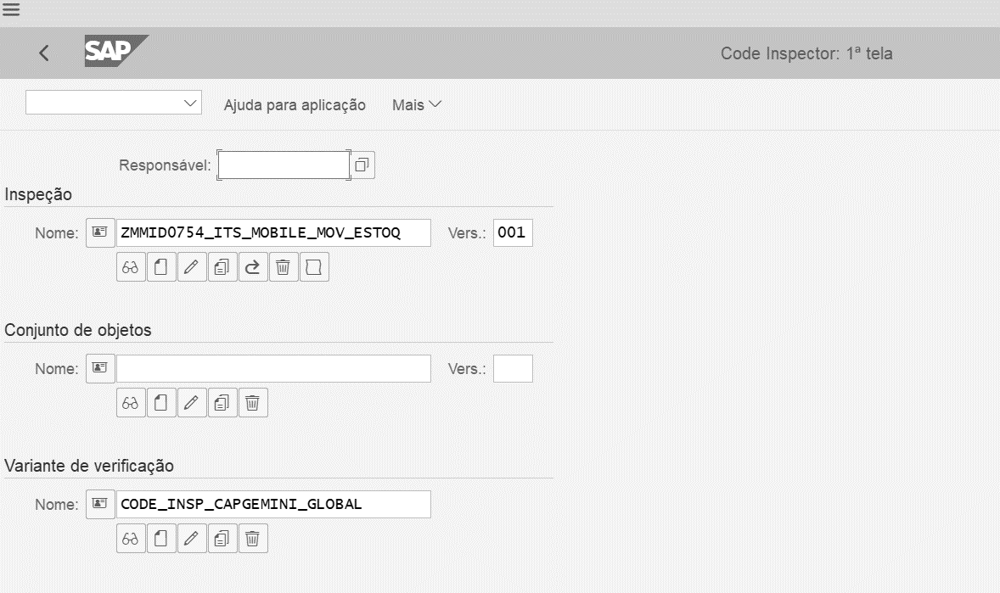 SAP
Code Inspector: 1ª tela
Ajuda para aplicação Mais
Responsável:
Inspeção
Nome: ZMMID0754_ITS_MOBILE_MOV_ESTOQ Vers.: 001
Conjunto de objetos
Nome: Vers.:
Variante de verificação
Nome: CODE_INSP_CAPGEMINI_GLOBAL